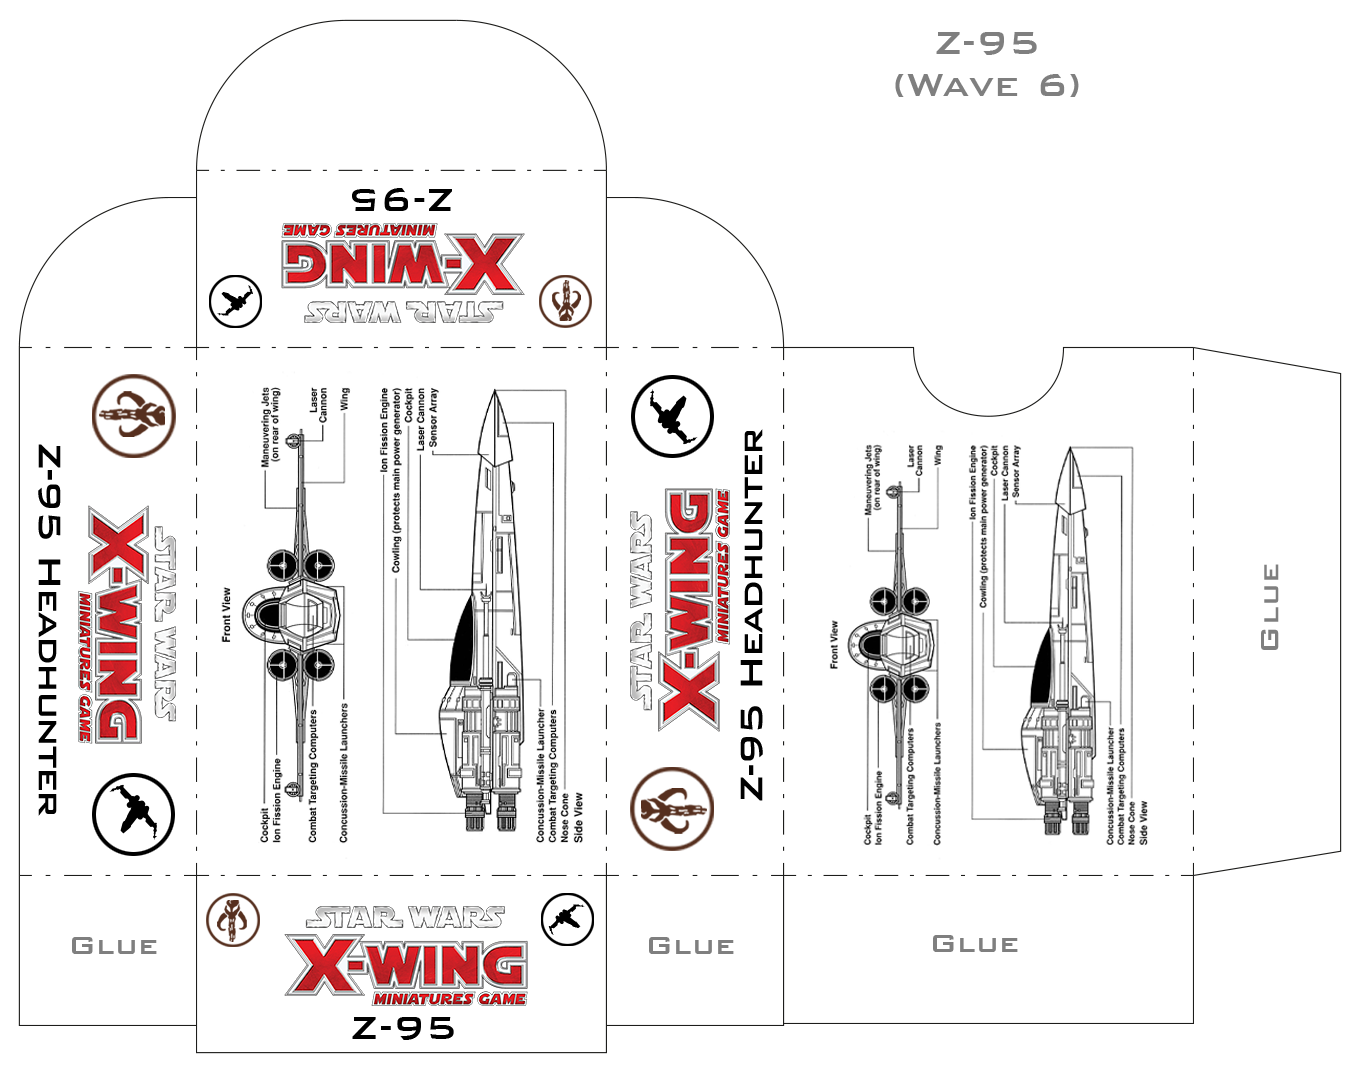 Z-95
(Wave 6)
Z-95
X-WING
MINIATURES GAME
STAR WARS
Z-95 Headhunter
STAR WARS
X-WING
MINIATURES GAME
Maneuvering Jets
(on rear of wing)
Laser
Cannon
Wing
Ion Fission Engine
Cowling (protects main power generator)
Cockpit
Laser Cannon
Sensor Array
Front View
Cockpit
Ion Fission Engine
Combat Targeting Computers
Concussion-Missile Launchers
Concussion-Missile Launcher
Combat Targeting Computers
Nose Cone
Side View
STAR WARS
X-WING
MINIATURES GAME
Z-95 Headhunter
Maneuvering Jets
(on rear of wing)
Laser
Cannon
Wing
Ion Fission Engine
Cowling (protects main power generator)
Cockpit
Laser Cannon
Sensor Array
Front View
Cockpit
Ion Fission Engine
Combat Targeting Computers
Concussion-Missile Launchers
Concussion-Missile Launcher
Combat Targeting Computers
Nose Cone
Side View
Glue
Glue
STAR WARS
X-WING
MINIATURES GAME
Z-95
Glue
Glue